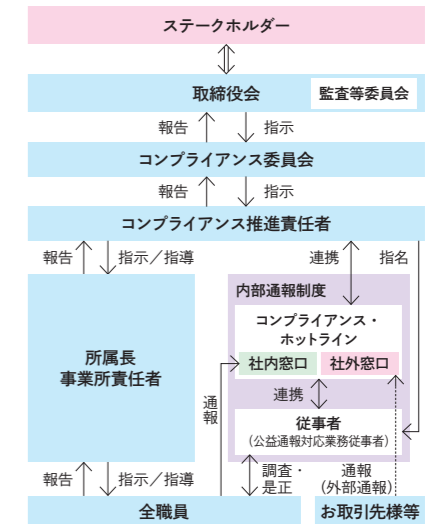 ステークホルダー
取締役会
監査等委員会
報告
指示
コンプライアンス委員会
報告
指示
コンプライアンス推進責任者
報告
指示／指導
連携
指名
内部通報制度
コンプライアンス・
ホットライン
社内窓口
社外窓口
所属長
事業所責任者
通報
連携
従事者
（公益通報対応業務従事者）
報告
指示／指導
調査・
是正
通報
（外部通報）
全職員
お取引先様等